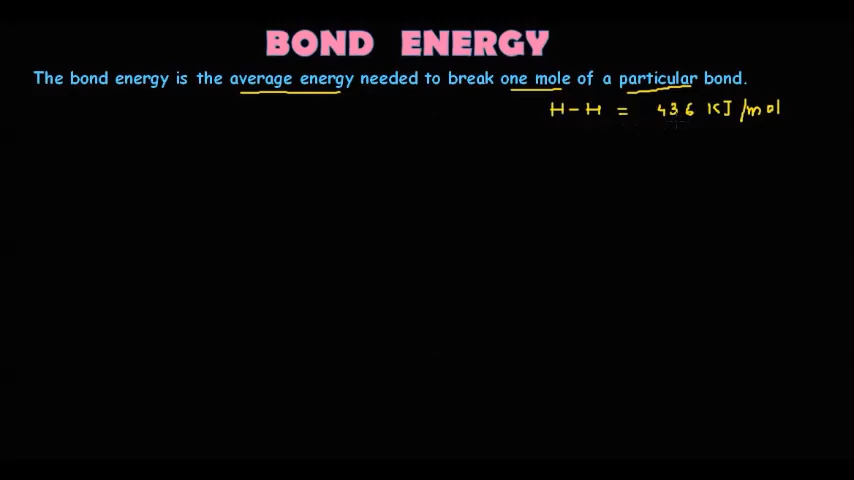 BOND ENERGY
The bond energy is the average energy needed to break one mole of a particular bond.
H-H = 436 KJ/mol